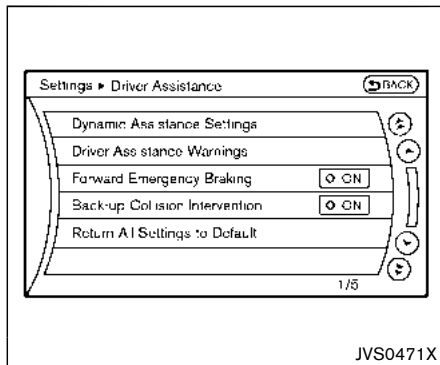 Settings ▸ Driver Assistance BACK
Dynamic Assistance Settings
Driver Assistance Warnings
Forward Emergency Braking ON
Back-up Collision Intervention ON
Return All Settings to Default
1/5
JVS0471X